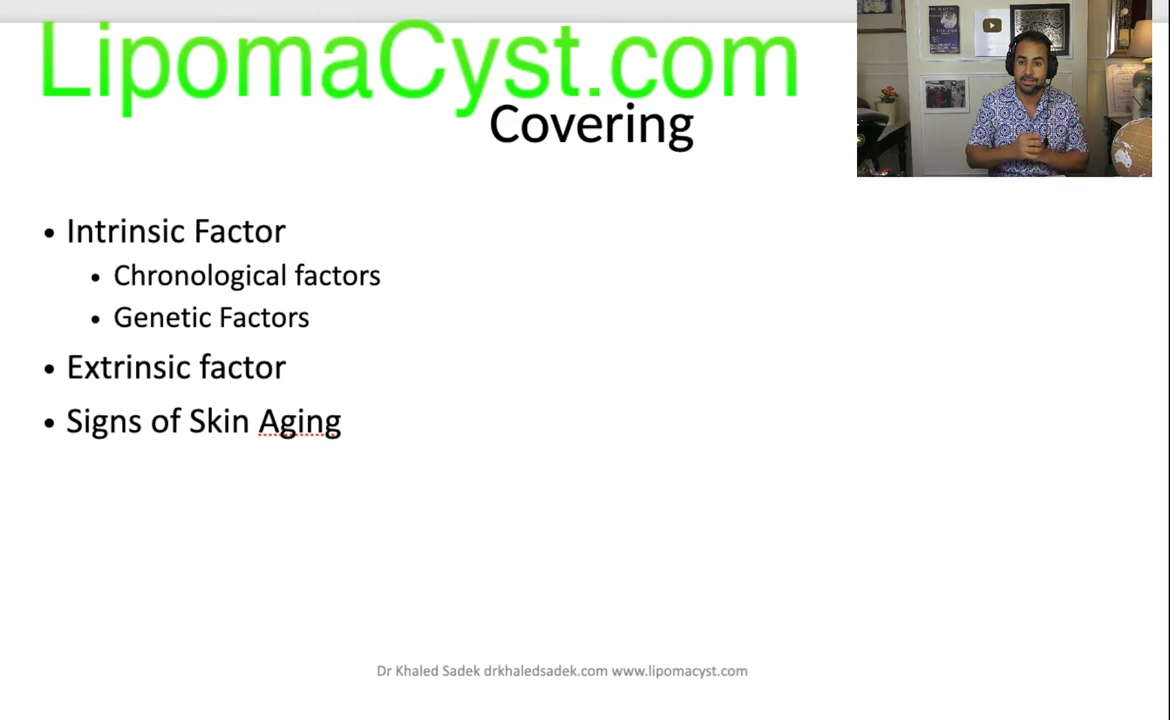 LipomaCyst.com
Covering
• Intrinsic Factor
• Chronological factors
• Genetic Factors
• Extrinsic factor
• Signs of Skin Aging
Dr Khaled Sadek drkhaledsadek.com www.lipomacyst.com